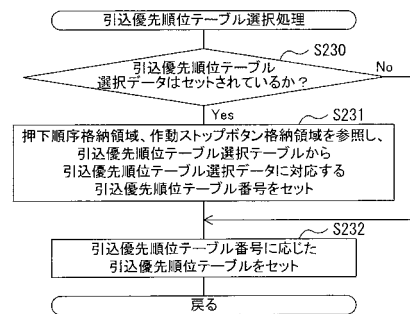 引込優先順位テーブル選択処理
S230
引込優先順位テーブル
選択データはセットされているか?
No
Yes
S231
押下順序格納領域、作動ストップボタン格納領域を参照し、
引込優先順位テーブル選択テーブルから
引込優先順位テーブル選択データに対応する
引込優先順位テーブル番号をセット
S232
引込優先順位テーブル番号に応じた
引込優先順位テーブルをセット
戻る